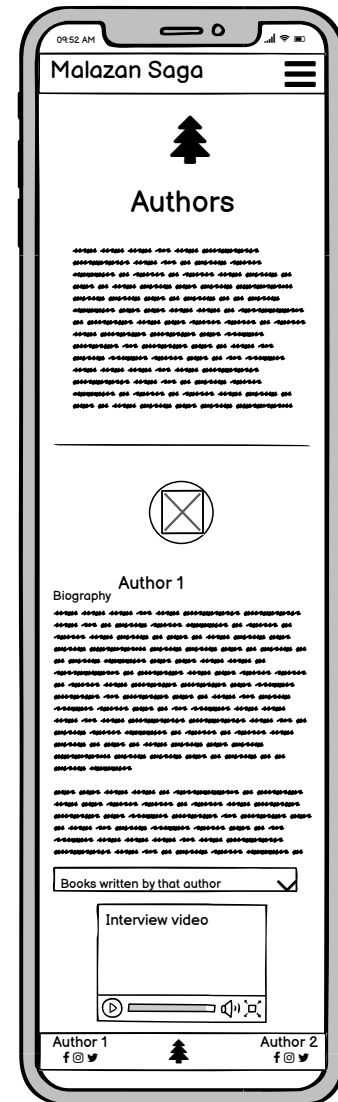 09:52 AM
Malazan Saga
Authors
Author 1
Biography
Books written by that author
Interview video
Author 1
Author 2